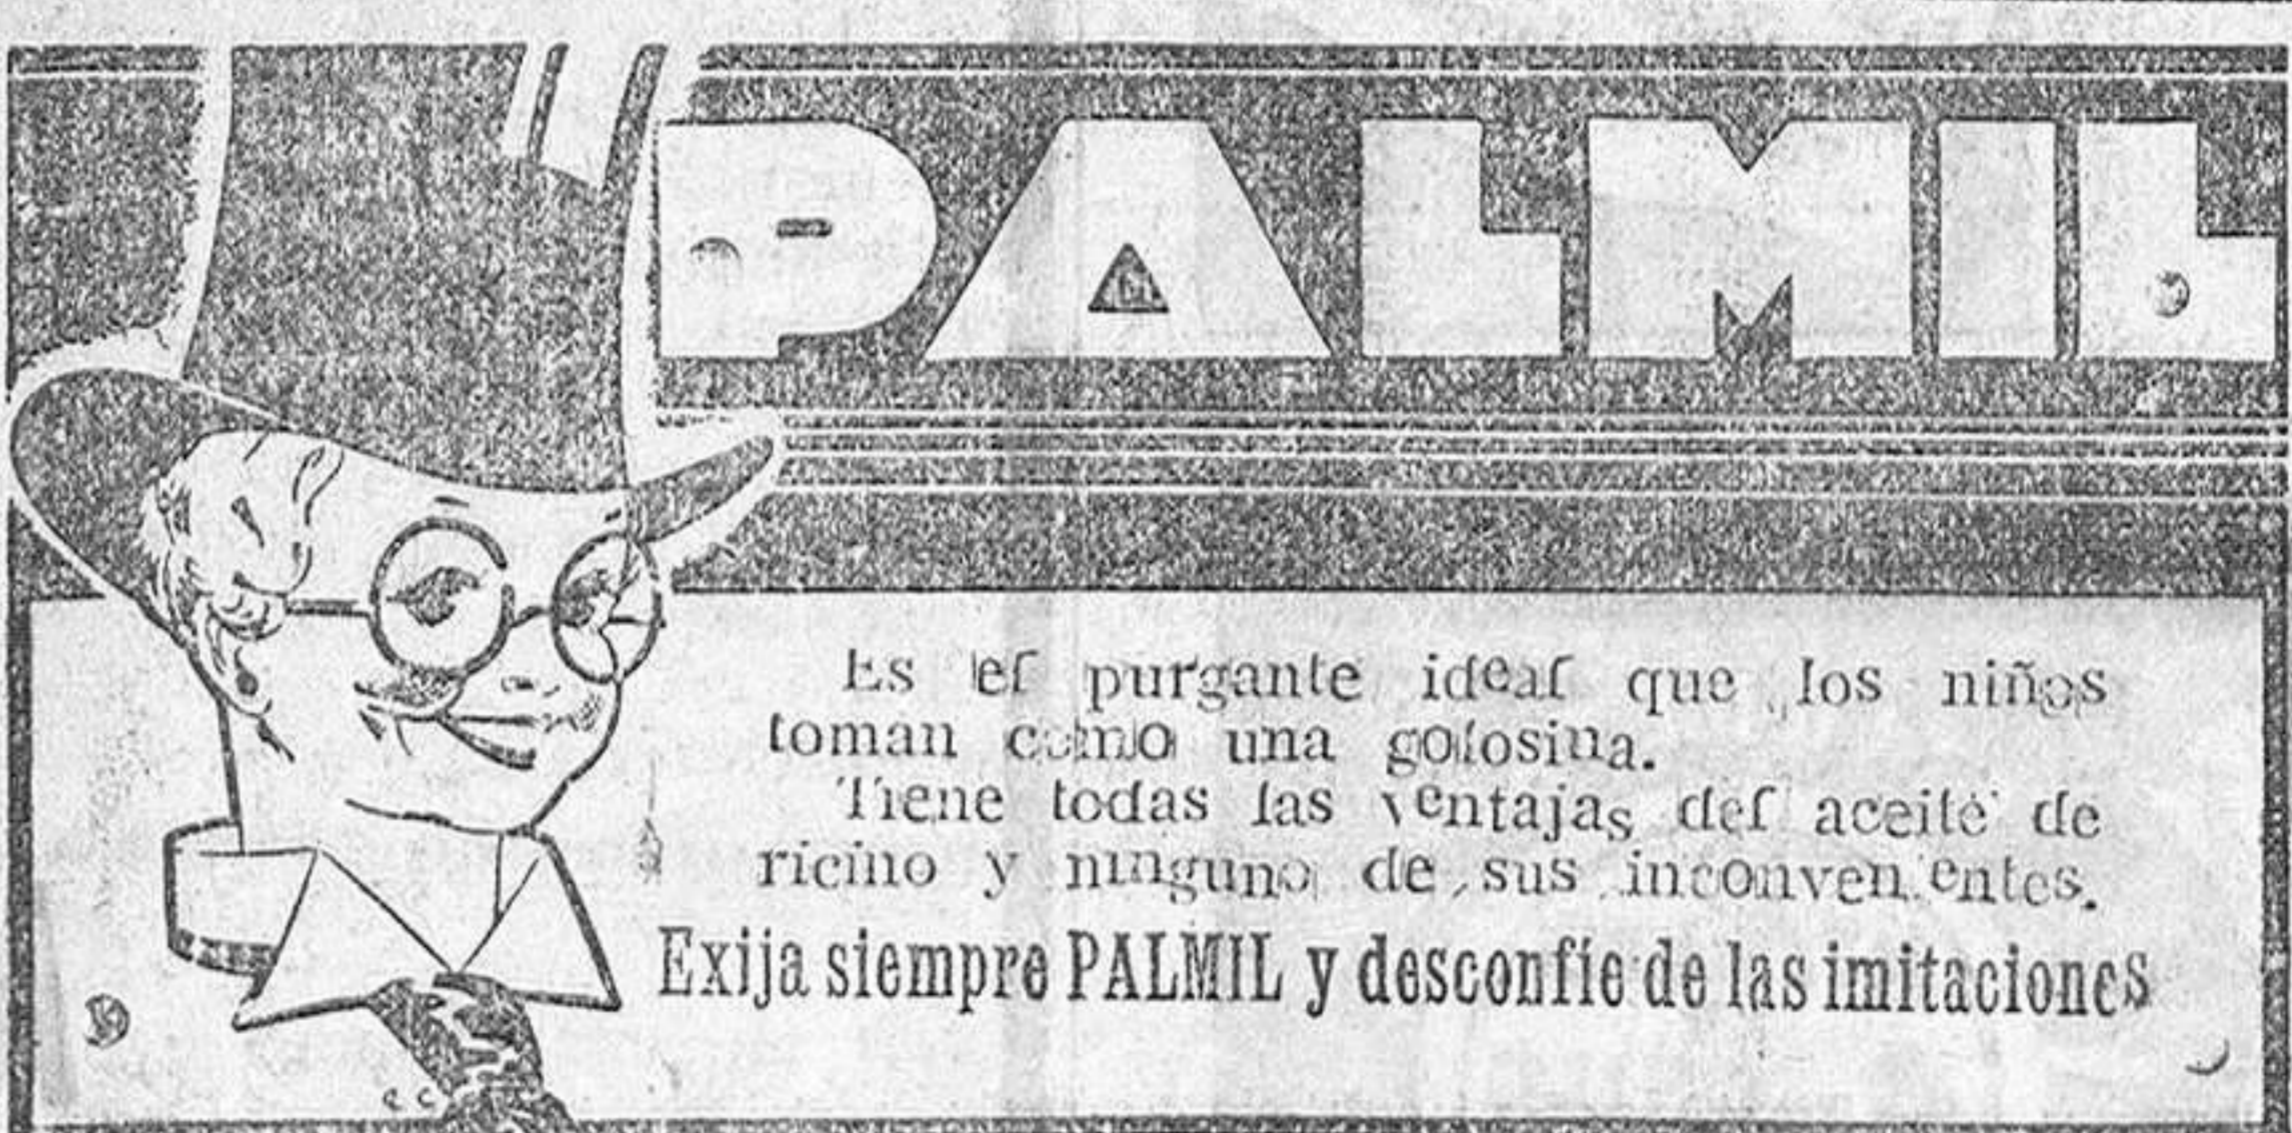 PALMIL
Es el purgante ideal que los niños
toman como una golosina.
Tiene todas las ventajas del aceite de
ricino y ninguno de sus inconvenientes.
Exija siempre PALMIL y desconfíe de las imitaciones